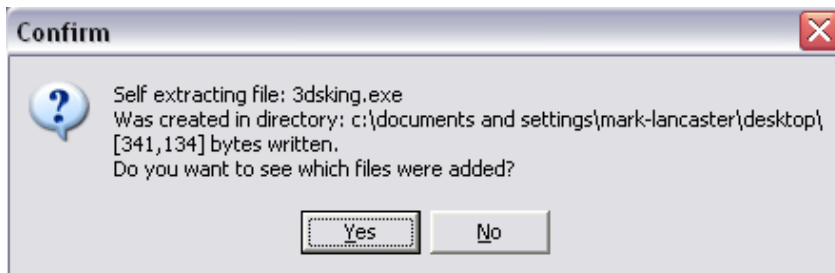 Confirm
Self extracting file: 3dsking.exe
Was created in directory: c:\documents and settings\mark-lancaster\desktop\
[341,134] bytes written.
Do you want to see which files were added?
Yes No